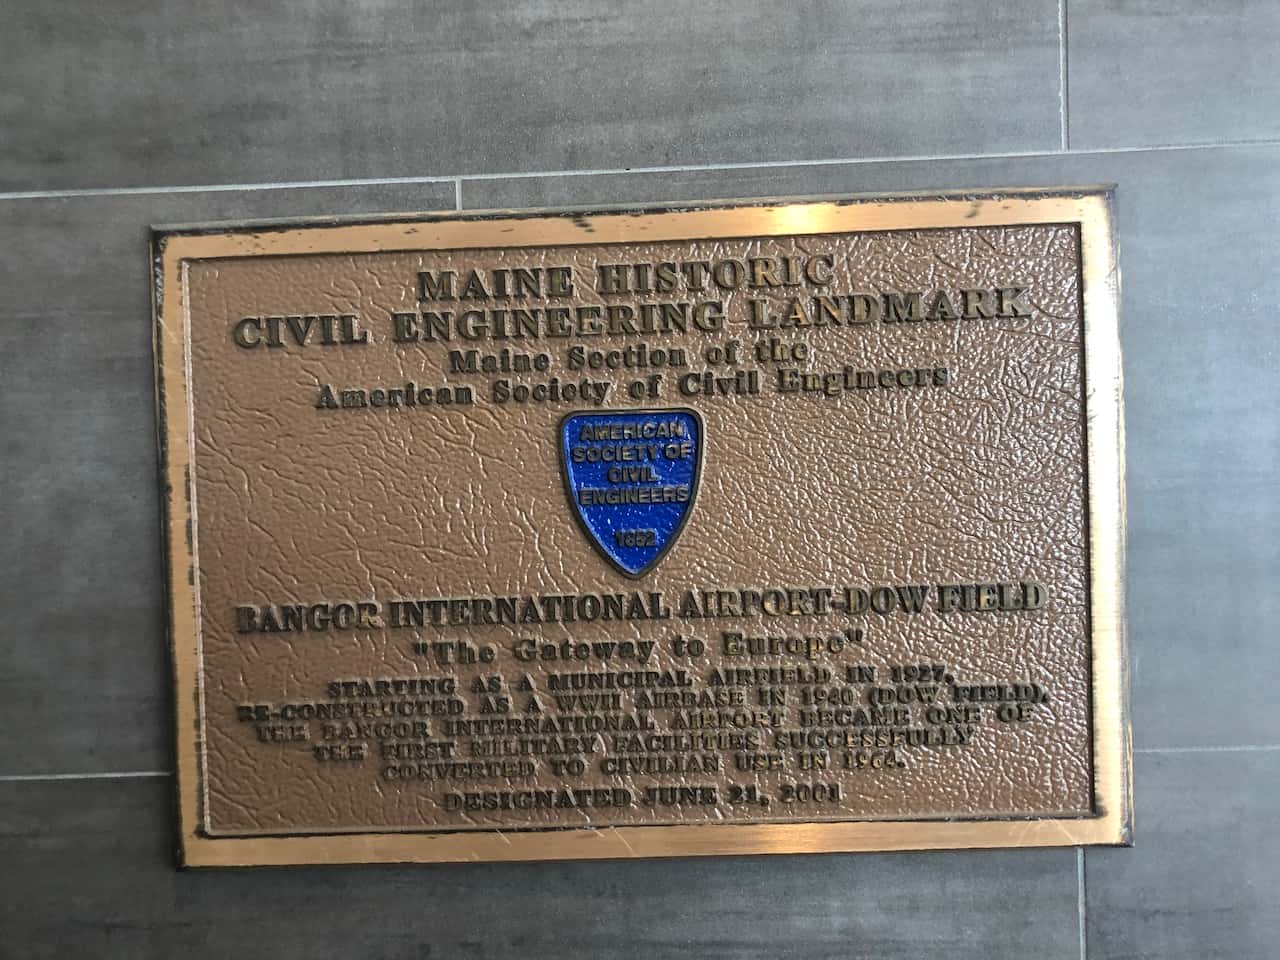 MAINE HISTORIC
CIVIL ENGINEERING LANDMARK
Maine Section of the
American Society of Civil Engineers
AMERICAN
SOCIETY OF
CIVIL
ENGINEERS
1852
BANGOR INTERNATIONAL AIRPORT-DOW FIELD
"The Gateway to Europe"
STARTING AS A MUNICIPAL AIRFIELD IN 1927,
RE-CONSTRUCTED AS A WWII AIRBASE IN 1940 (DOW FIELD),
THE BANGOR INTERNATIONAL AIRPORT BECAME ONE OF
THE FIRST MILITARY FACILITIES SUCCESSFULLY
CONVERTED TO CIVILIAN USE IN 1964.
DESIGNATED JUNE 21, 2001